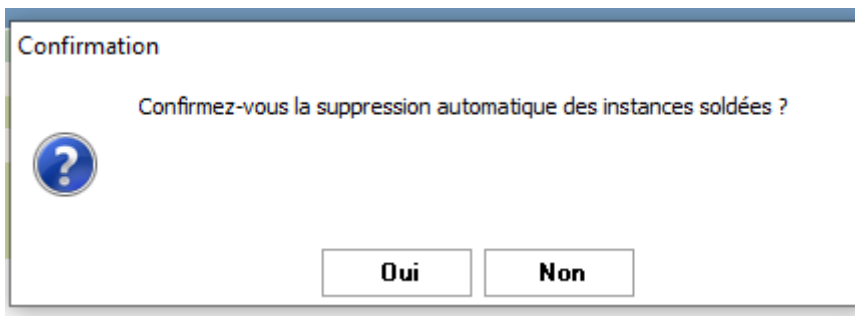 Confirmation
Confirmez-vous la suppression automatique des instances soldées ?
Oui Non